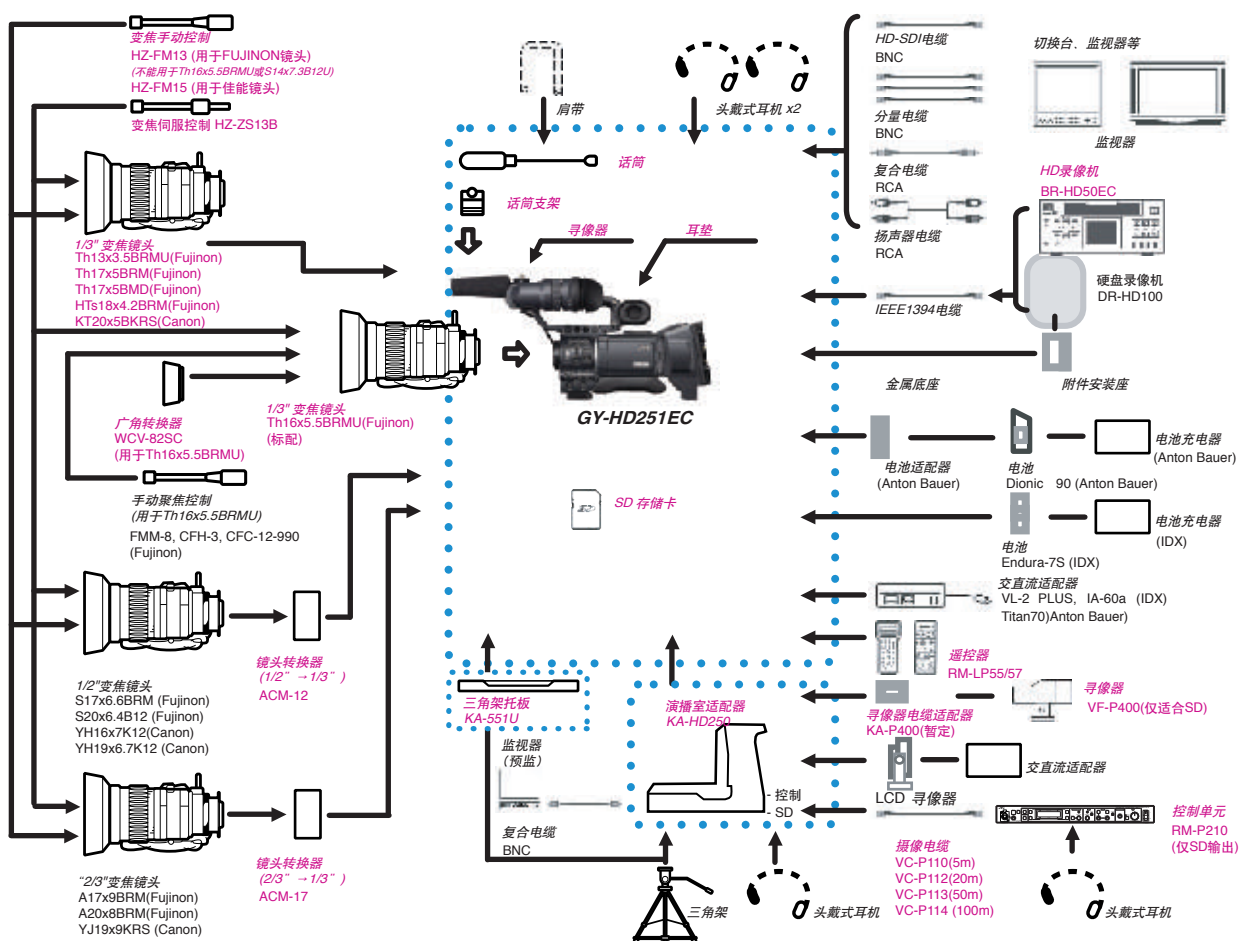 变焦手动控制
HZ-FM13 (用于FUJINON镜头)
(不能用于Th16x5.5BRMU或S14x7.3B12U)
HZ-FM15 (用于佳能镜头)
变焦伺服控制 HZ-ZS13B
1/3" 变焦镜头
Th13x3.5BRMU(Fujinon)
Th17x5BRM(Fujinon)
Th17x5BMD(Fujinon)
HTs18x4.2BRM(Fujinon)
KT20x5BKRS(Canon)
广角转换器
WCV-82SC
(用于Th16x5.5BRMU)
1/3" 变焦镜头
Th16x5.5BRMU(Fujinon)
(标配)
手动聚焦控制
(用于Th16x5.5BRMU)
FMM-8, CFH-3, CFC-12-990
(Fujinon)
1/2"变焦镜头
S17x6.6BRM (Fujinon)
S20x6.4B12 (Fujinon)
YH16x7K12(Canon)
YH19x6.7K12 (Canon)
镜头转换器
(1/2" →1/3" )
ACM-12
"2/3"变焦镜头
A17x9BRM(Fujinon)
A20x8BRM(Fujinon)
YJ19x9KRS (Canon)
镜头转换器
(2/3" →1/3" )
ACM-17
肩带
头戴式耳机 x2
话筒
话筒支架
寻像器
耳垫
GY-HD251EC
SD 存储卡
三角架托板
KA-551U
演播室适配器
KA-HD250
- 控制
- SD
监视器
(预监)
复合电缆
BNC
三角架
头戴式耳机
HD-SDI电缆
BNC
分量电缆
BNC
复合电缆
RCA
扬声器电缆
RCA
切换台、监视器等
监视器
HD录像机
BR-HD50EC
硬盘录像机
DR-HD100
IEEE1394电缆
金属底座
附件安装座
电池适配器
(Anton Bauer)
电池
Dionic 90 (Anton Bauer)
电池充电器
(Anton Bauer)
电池
Endura-7S (IDX)
电池充电器
(IDX)
交直流适配器
VL-2 PLUS, IA-60a (IDX)
Titan70)Anton Bauer)
遥控器
RM-LP55/57
寻像器电缆适配器
KA-P400(暂定)
寻像器
VF-P400(仅适合SD)
LCD 寻像器
交直流适配器
摄像电缆
VC-P110(5m)
VC-P112(20m)
VC-P113(50m)
VC-P114 (100m)
控制单元
RM-P210
(仅SD输出)
头戴式耳机